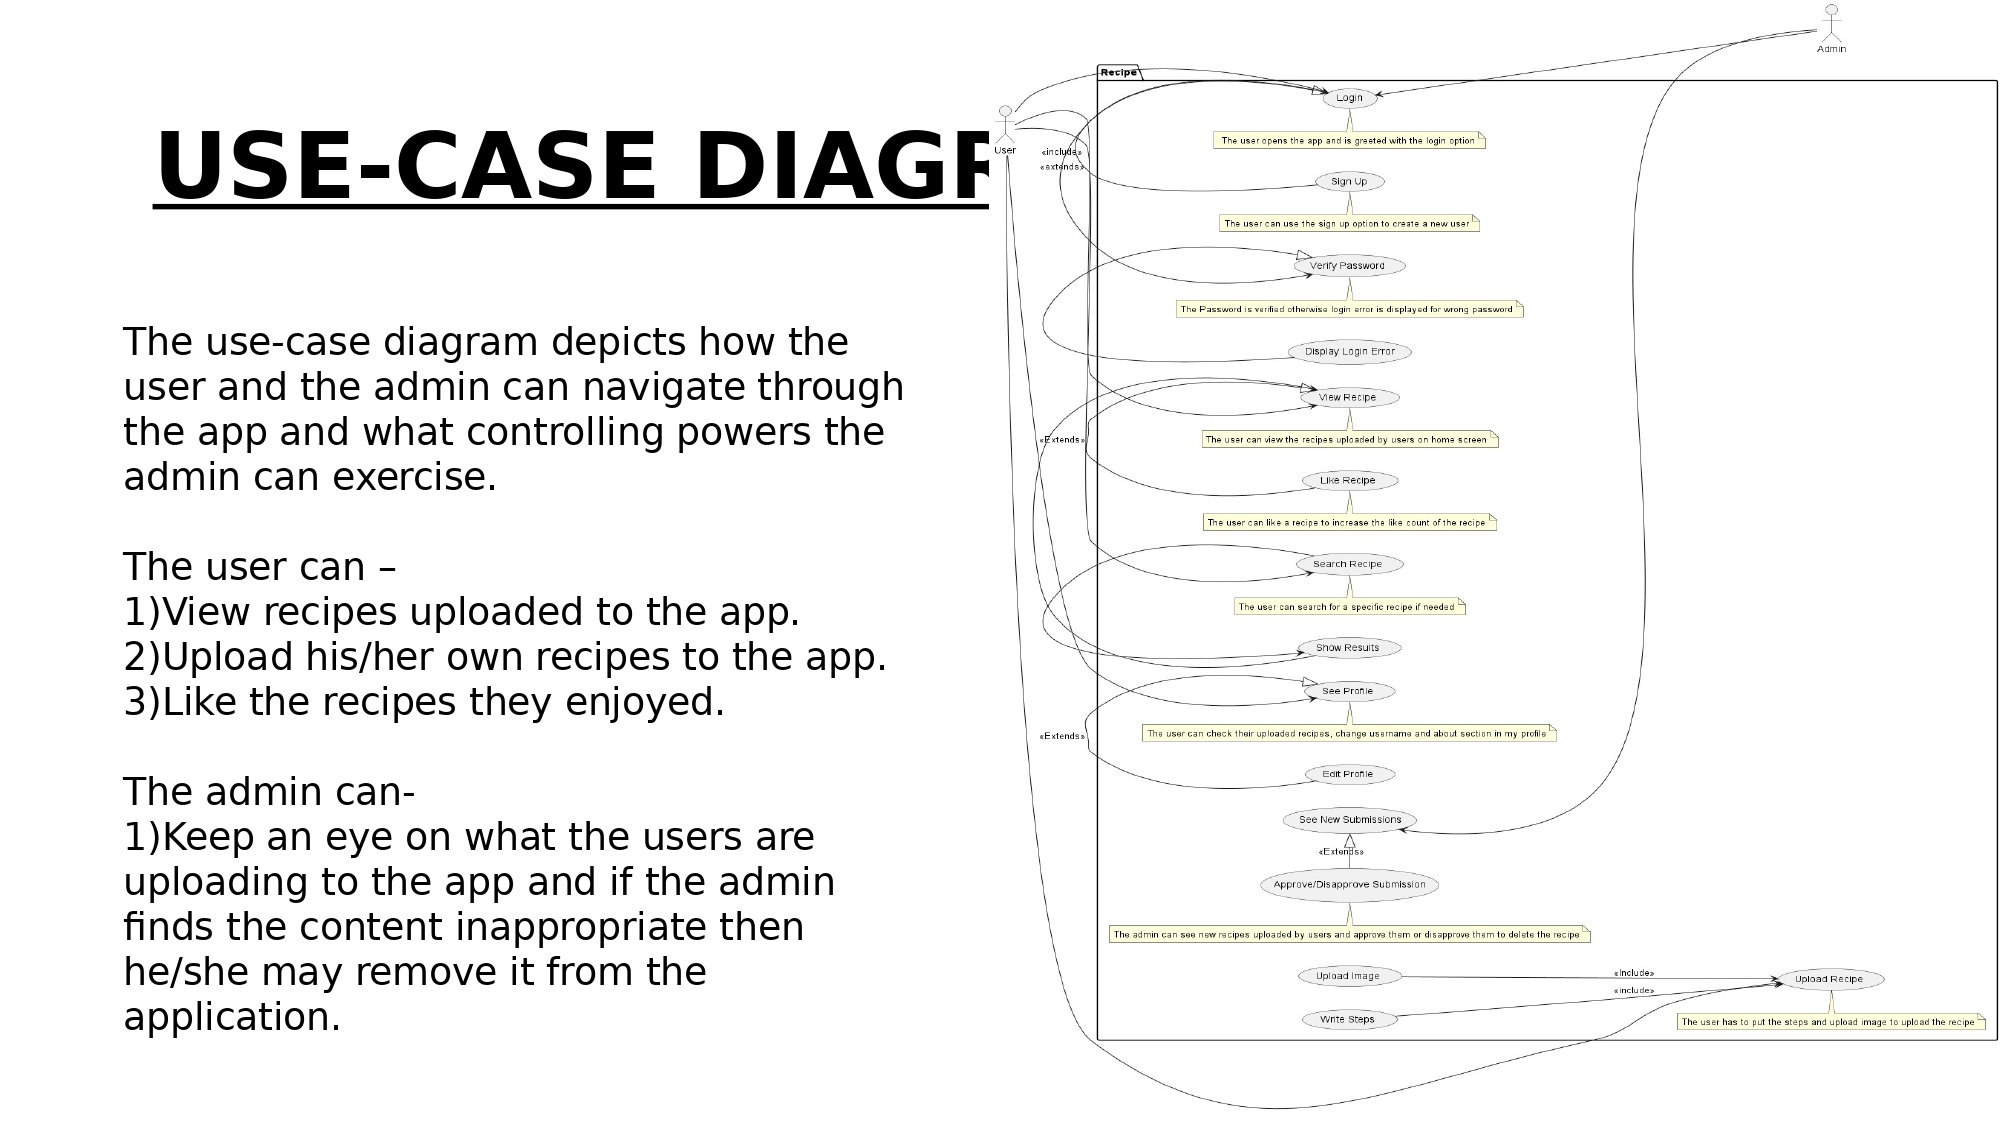 USE-CASE DIAGR
The use-case diagram depicts how the
user and the admin can navigate through
the app and what controlling powers the
admin can exercise.
The user can –
1)View recipes uploaded to the app.
2)Upload his/her own recipes to the app.
3)Like the recipes they enjoyed.
The admin can-
1)Keep an eye on what the users are
uploading to the app and if the admin
finds the content inappropriate then
he/she may remove it from the
application.
Admin
Recipe
User
Login
The user opens the app and is greeted with the login option
«include»
«extends»
Sign Up
The user can use the sign up option to create a new user
Verify Password
The Password is verified otherwise login error is displayed for wrong password
Display Login Error
View Recipe
The user can view the recipes uploaded by users on home screen
«Extends»
Like Recipe
The user can like a recipe to increase the like count of the recipe
Search Recipe
The user can search for a specific recipe if needed
Show Results
See Profile
The user can check their uploaded recipes, change username and about section in my profile
«Extends»
Edit Profile
See New Submissions
«Extends»
Approve/Disapprove Submission
The admin can see new recipes uploaded by users and approve them or disapprove them to delete the recipe
Upload Image
«Include»
Upload Recipe
«include»
Write Steps
The user has to put the steps and upload image to upload the recipe